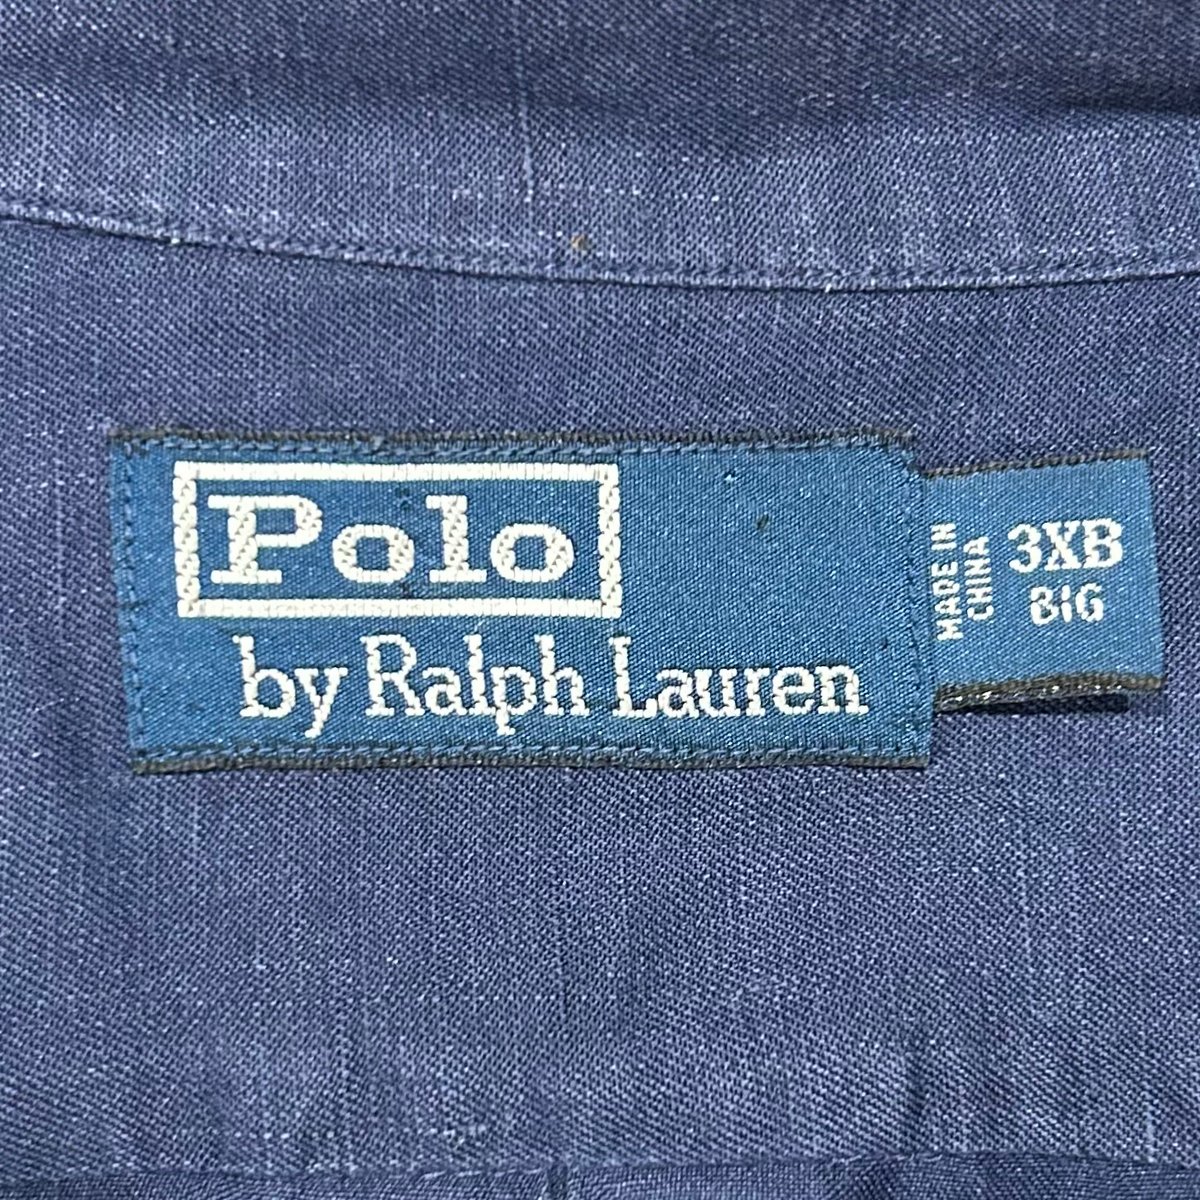 Polo
by Ralph Lauren
MADE IN
CHINA
3XB
BIG